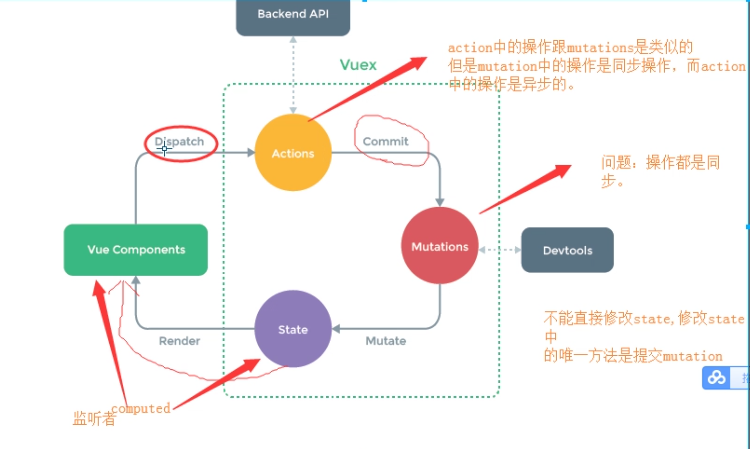 Backend API
action中的操作跟mutations是类似的
但是mutation中的操作是同步操作，而action
中的操作是异步的。
Vuex
Dispatch
Actions
Commit
问题：操作都是同
步。
Vue Components
Mutations
Devtools
State
不能直接修改state,修改state
中
的唯一方法是提交mutation
Render
Mutate
监听者
computed